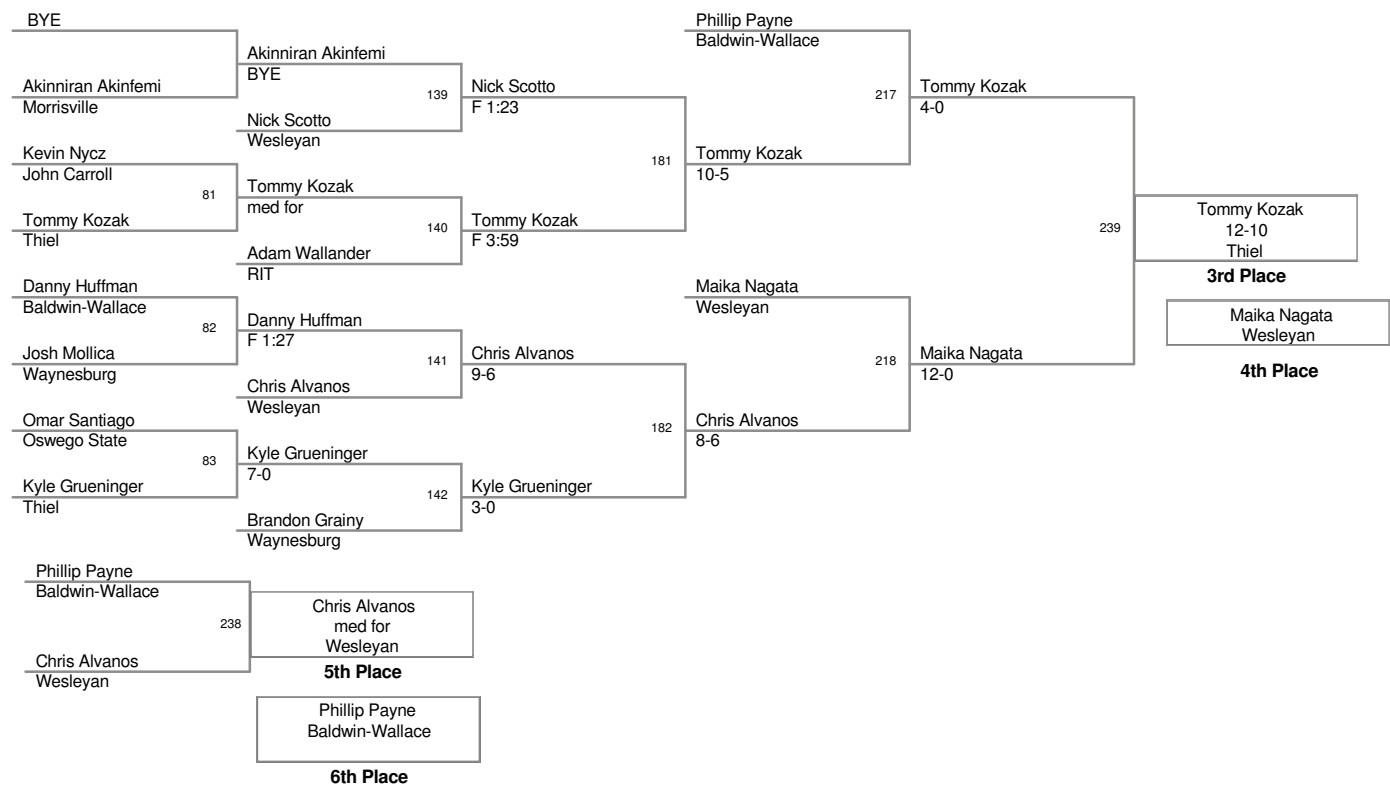 BYE
Akinniran Akinfemi
Morrisville
Kevin Nycz
John Carroll
81
Tommy Kozak
Thiel
Danny Huffman
Baldwin-Wallace
82
Josh Mollica
Waynesburg
Omar Santiago
Oswego State
83
Kyle Grueninger
Thiel
Akinniran Akinfemi
BYE
139
Nick Scotto
Wesleyan
Tommy Kozak
med for
140
Adam Wallander
RIT
Danny Huffman
F 1:27
141
Chris Alvanos
Wesleyan
Kyle Grueninger
7-0
142
Brandon Grainy
Waynesburg
Nick Scotto
F 1:23
181
Tommy Kozak
F 3:59
Chris Alvanos
9-6
182
Kyle Grueninger
3-0
Phillip Payne
Baldwin-Wallace
217
Tommy Kozak
10-5
Maika Nagata
Wesleyan
218
Chris Alvanos
8-6
Tommy Kozak
4-0
239
Maika Nagata
12-0
Tommy Kozak
12-10
Thiel
3rd Place
Maika Nagata
Wesleyan
4th Place
Phillip Payne
Baldwin-Wallace
238
Chris Alvanos
Wesleyan
Chris Alvanos
med for
Wesleyan
5th Place
Phillip Payne
Baldwin-Wallace
6th Place